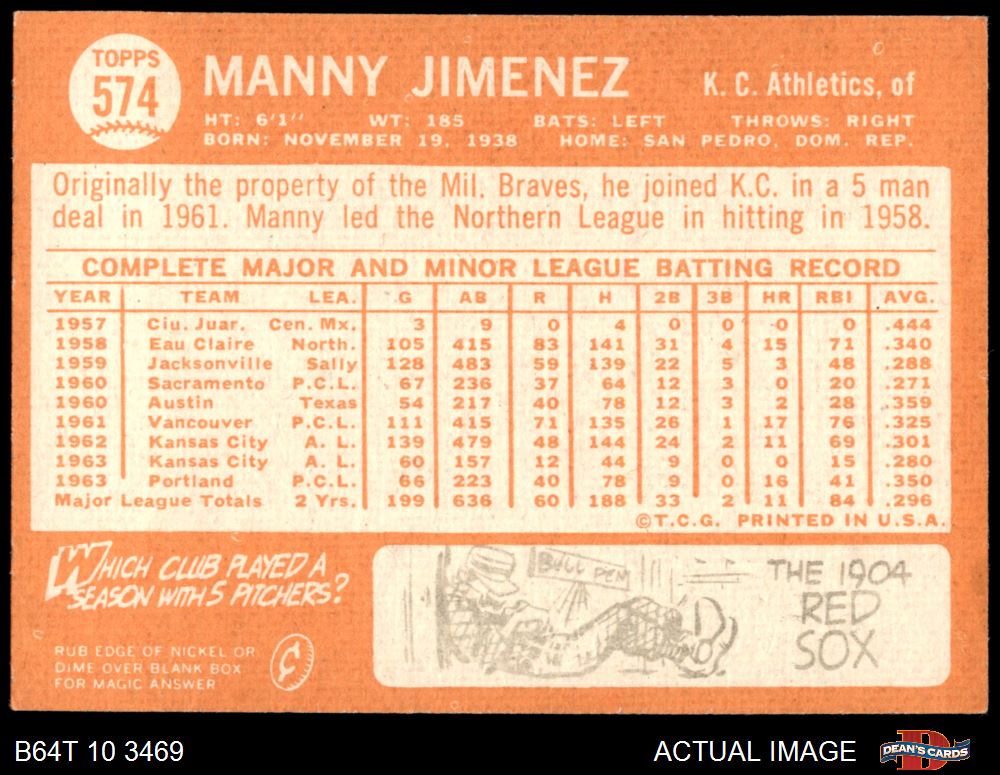 TOPPS
574
MANNY JIMENEZ
K. C. Athletics, of
HT: 6'1" WT: 185 BATS: LEFT THROWS: RIGHT
BORN: NOVEMBER 19, 1938 HOME: SAN PEDRO, DOM. REP.
Originally the property of the Mil. Braves, he joined K.C. in a 5 man
deal in 1961. Manny led the Northern League in hitting in 1958.
COMPLETE MAJOR AND MINOR LEAGUE BATTING RECORD
YEAR TEAM LEA. G AB R H 2B 3B HR RBI AVG.
1957 Ciu. Juar. Cen. Mx. 3 9 0 4 0 0 0 0 .444
1958 Eau Claire North. 105 415 83 141 31 4 15 71 .340
1959 Jacksonville Sally 128 483 59 139 22 5 3 48 .288
1960 Sacramento P.C.L. 67 236 37 64 12 3 0 20 .271
1960 Austin Texas 54 217 40 78 12 3 2 28 .359
1961 Vancouver P.C.L. 111 415 71 135 26 1 17 76 .325
1962 Kansas City A. L. 139 479 48 144 24 2 11 69 .301
1963 Kansas City A. L. 60 157 12 44 9 0 0 15 .280
1963 Portland P.C.L. 66 223 40 78 9 0 16 41 .350
Major League Totals 2 Yrs. 199 636 60 188 33 2 11 84 .296
©T.C.G. PRINTED IN U.S.A.
WHICH CLUB PLAYED A
SEASON WITH 5 PITCHERS?
RUB EDGE OF NICKEL OR
DIME OVER BLANK BOX
FOR MAGIC ANSWER
¢
BULL PEN
THE 1904
RED
SOX
B64T 10 3469
ACTUAL IMAGE
D
DEAN'S CARDS